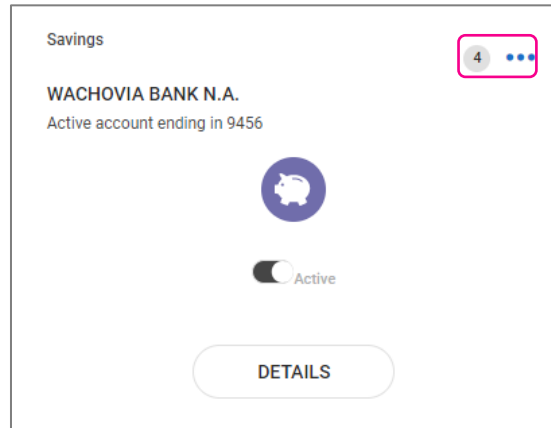 Savings
4
WACHOVIA BANK N.A.
Active account ending in 9456
Active
DETAILS